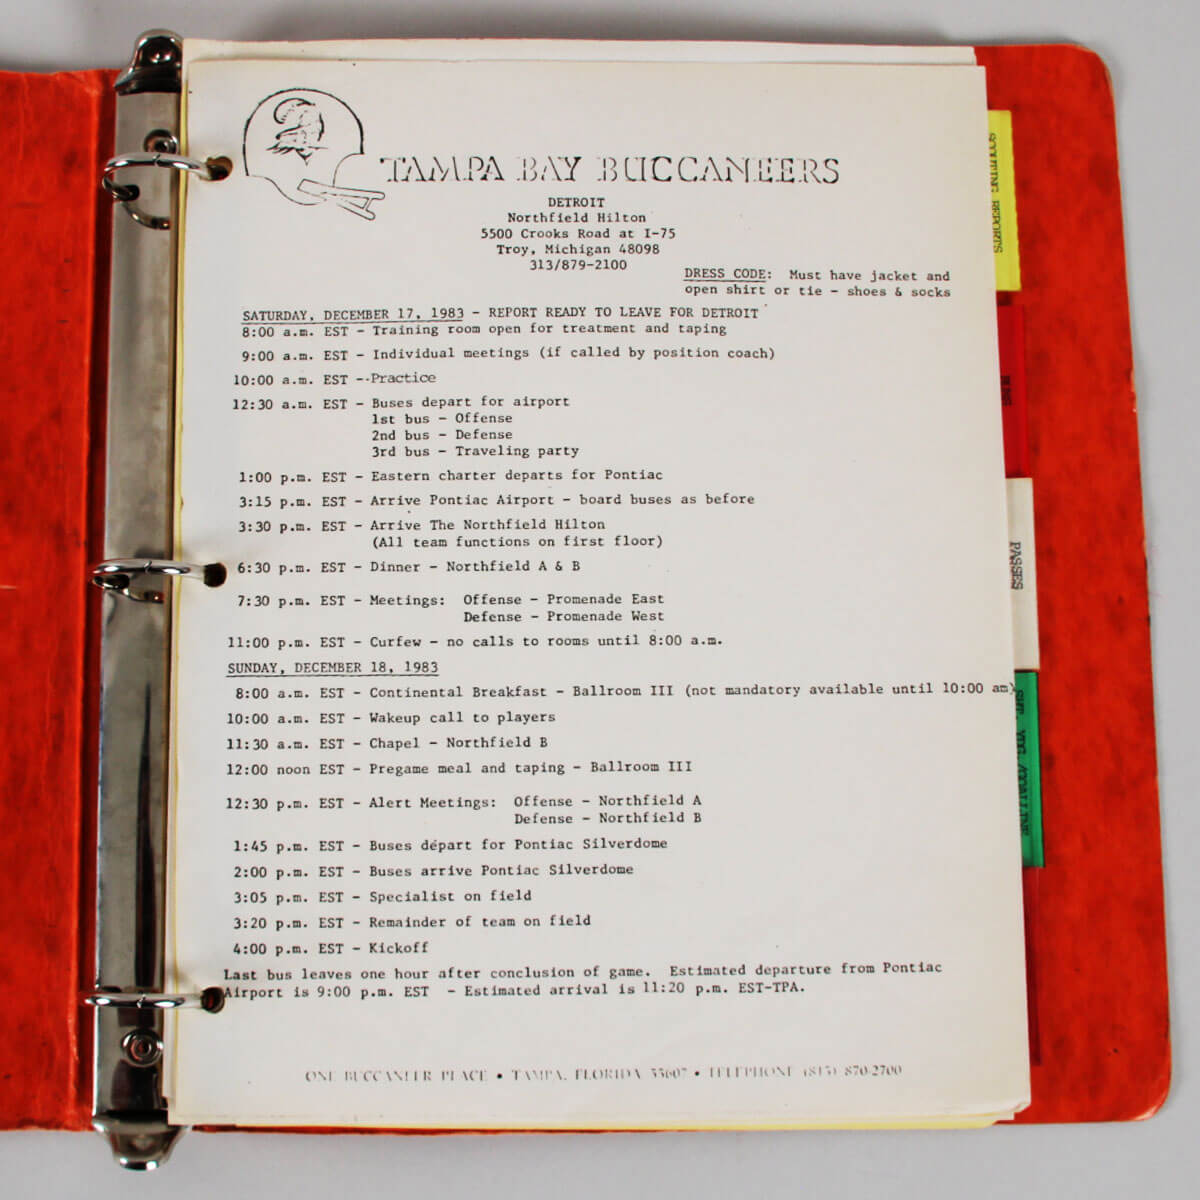 TAMPA BAY BUCCANEERS
DETROIT
Northfield Hilton
5500 Crooks Road at I-75
Troy, Michigan 48098
313/879-2100
DRESS CODE: Must have jacket and
open shirt or tie - shoes & socks
SATURDAY, DECEMBER 17, 1983 - REPORT READY TO LEAVE FOR DETROIT
8:00 a.m. EST - Training room open for treatment and taping
9:00 a.m. EST - Individual meetings (if called by position coach)
10:00 a.m. EST --Practice
12:30 a.m. EST - Buses depart for airport
1st bus - Offense
2nd bus - Defense
3rd bus - Traveling party
1:00 p.m. EST - Eastern charter departs for Pontiac
3:15 p.m. EST - Arrive Pontiac Airport - board buses as before
3:30 p.m. EST - Arrive The Northfield Hilton
(All team functions on first floor)
6:30 p.m. EST - Dinner - Northfield A & B
7:30 p.m. EST - Meetings: Offense - Promenade East
Defense - Promenade West
11:00 p.m. EST - Curfew - no calls to rooms until 8:00 a.m.
SUNDAY, DECEMBER 18, 1983
8:00 a.m. EST - Continental Breakfast - Ballroom III (not mandatory available until 10:00 am)
10:00 a.m. EST - Wakeup call to players
11:30 a.m. EST - Chapel - Northfield B
12:00 noon EST - Pregame meal and taping - Ballroom III
12:30 p.m. EST - Alert Meetings: Offense - Northfield A
Defense - Northfield B
1:45 p.m. EST - Buses depart for Pontiac Silverdome
2:00 p.m. EST - Buses arrive Pontiac Silverdome
3:05 p.m. EST - Specialist on field
3:20 p.m. EST - Remainder of team on field
4:00 p.m. EST - Kickoff
Last bus leaves one hour after conclusion of game. Estimated departure from Pontiac
Airport is 9:00 p.m. EST - Estimated arrival is 11:20 p.m. EST-TPA.
ONE BUCCANEER PLACE • TAMPA, FLORIDA 33607 • TELEPHONE (813) 870-2700
SCOUTING REPORTS
PASSES